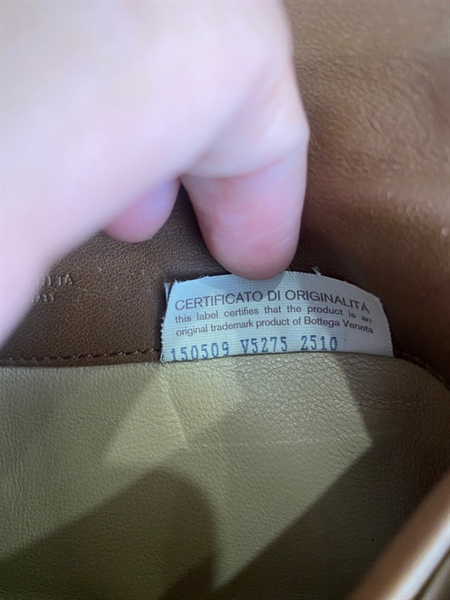 CERTIFICATO DI ORIGINALITÀ
this label certifies that the product is an
original trademark product of Bottega Veneta
150509 V5275 2510